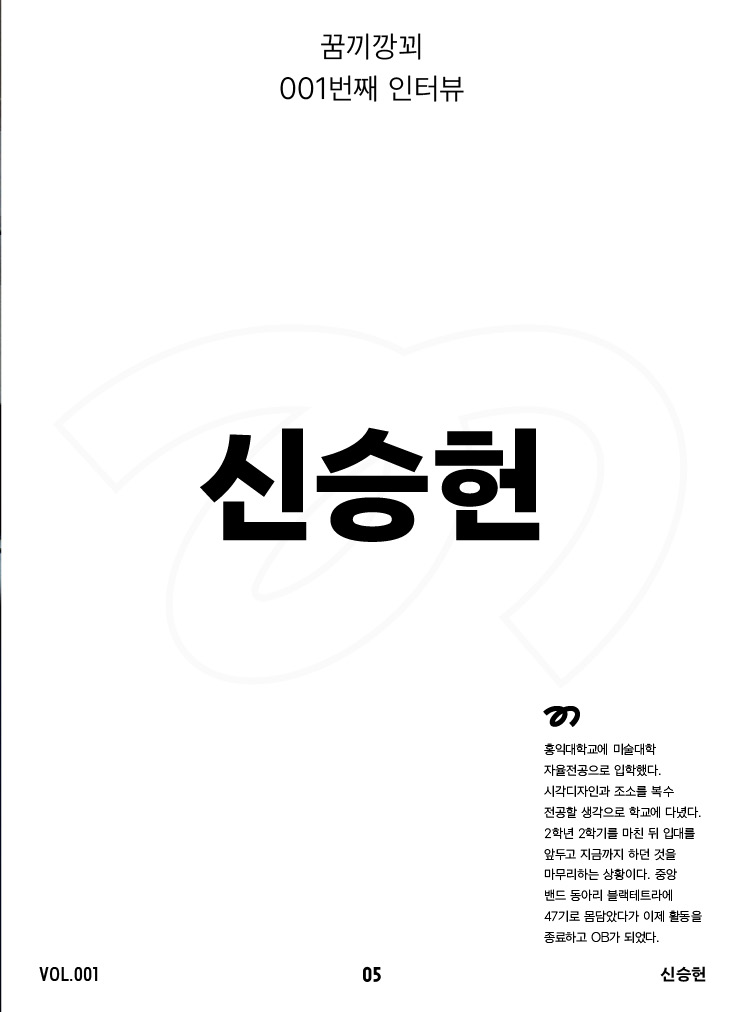 꿈끼깡꾀
001번째 인터뷰
신승헌
홍익대학교에 미술대학
자율전공으로 입학했다.
시각디자인과 조소를 복수
전공할 생각으로 학교에 다녔다.
2학년 2학기를 마친 뒤 입대를
앞두고 지금까지 하던 것을
마무리하는 상황이다. 중앙
밴드 동아리 블랙테트라에
47기로 몸담았다가 이제 활동을
종료하고 OB가 되었다.
VOL.001
05
신승헌